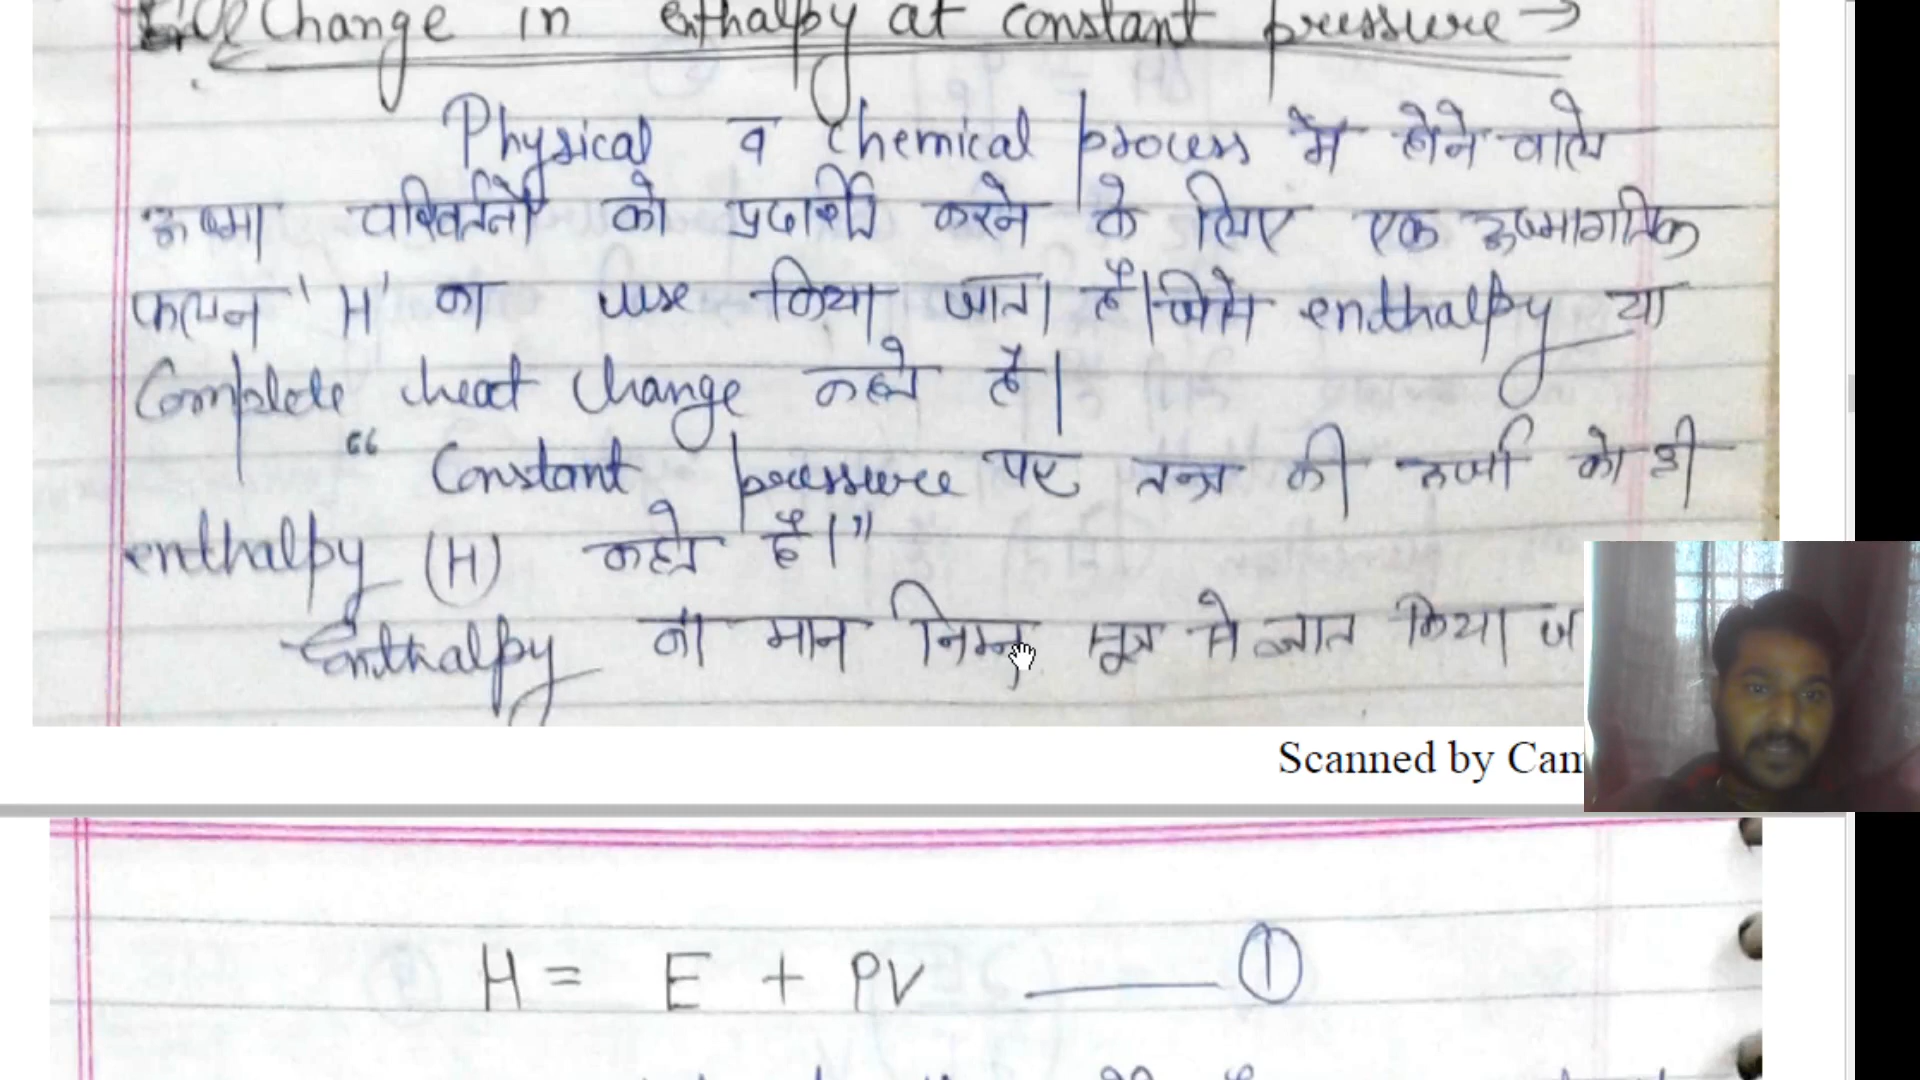 Change in enthalpy at constant pressure →
Physical व chemical process में होने वाले
ऊष्मा परिवर्तनों को प्रदर्शित करने के लिए एक ऊष्मागतिक
फलन 'H' का use किया जाता है। जिसे enthalpy या
Complete heat change कहते हैं।
“ Constant pressure पर तन्त्र की ऊर्जा को ही
enthalpy (H) कहते हैं।”
Enthalpy का मान निम्न सूत्र से ज्ञात किया
Scanned by Cam
H = E + PV —— ①